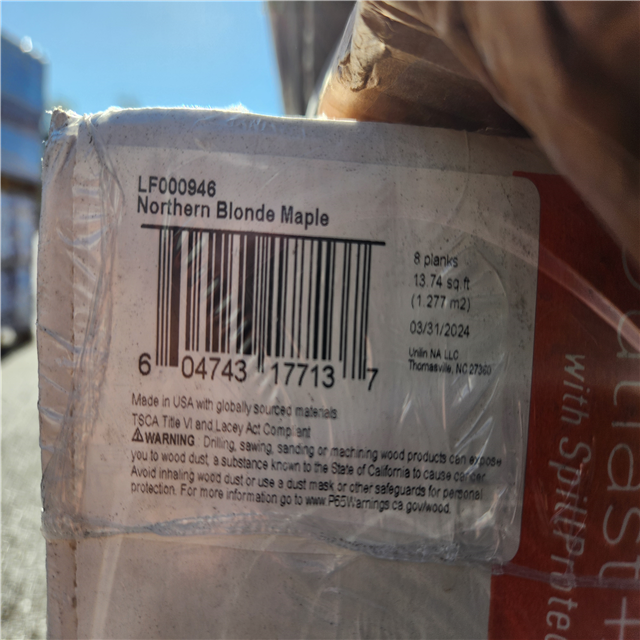 LF000946
Northern Blonde Maple
8 planks
13.74 sq.ft
(1.277 m2)
03/31/2024
Unilin NA LLC
Thomasville, NC 27360
6 04743 17713 7
Made in USA with globally sourced materials
TSCA Title VI and Lacey Act Compliant
⚠WARNING: Drilling, sawing, sanding or machining wood products can expose
you to wood dust, a substance known to the State of California to cause cancer.
Avoid inhaling wood dust or use a dust mask or other safeguards for personal
protection. For more information go to www.P65Warnings.ca.gov/wood.
with SpillProtec